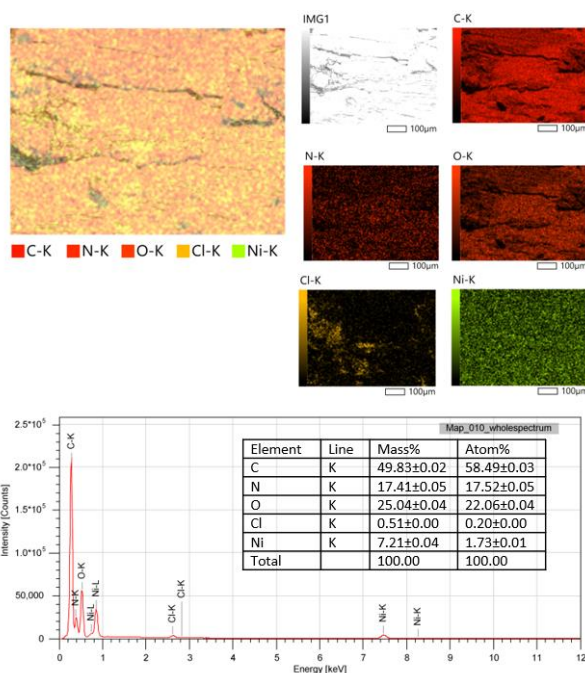 IMG1
C-K
100µm
100µm
N-K
O-K
100µm
100µm
C-K N-K O-K Cl-K Ni-K
Cl-K
Ni-K
100µm
100µm
Map_010_wholespectrum
2.5*10^5
2.0*10^5
1.5*10^5
1.0*10^5
50,000
0
Intensity [Counts]
C-K
N-K
O-K
Ni-L
Ni-L
Cl-K
Cl-K
Ni-K
Ni-K
Element Line Mass% Atom%
C K 49.83±0.02 58.49±0.03
N K 17.41±0.05 17.52±0.05
O K 25.04±0.04 22.06±0.04
Cl K 0.51±0.00 0.20±0.00
Ni K 7.21±0.04 1.73±0.01
Total 100.00 100.00
0 1 2 3 4 5 6 7 8 9 10 11 12
Energy [keV]